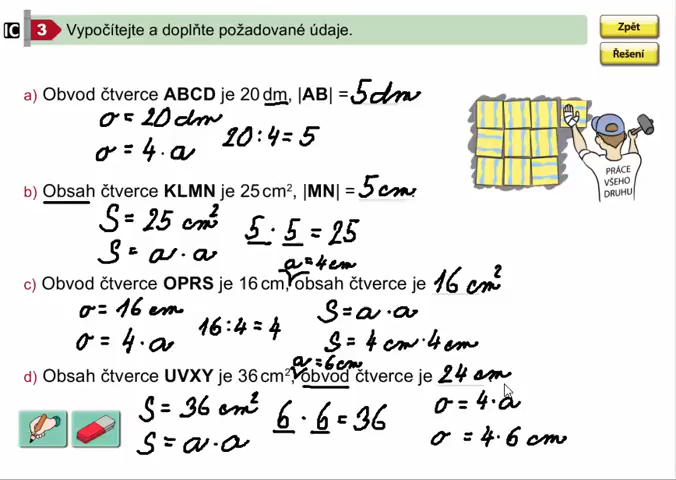 IC 3 Vypočítejte a doplňte požadované údaje.
Zpět
Řešení
a) Obvod čtverce ABCD je 20 dm, |AB| = 5 dm
o = 20 dm
o = 4 · a
20 : 4 = 5
PRÁCE
VŠEHO
DRUHU
b) Obsah čtverce KLMN je 25 cm², |MN| = 5 cm
S = 25 cm²
S = a · a
5 · 5 = 25
a = 4 cm
c) Obvod čtverce OPRS je 16 cm, obsah čtverce je 16 cm²
o = 16 cm
o = 4 · a
16 : 4 = 4
S = a · a
S = 4 cm · 4 cm
a = 6 cm
d) Obsah čtverce UVXY je 36 cm², obvod čtverce je 24 cm
S = 36 cm²
S = a · a
6 · 6 = 36
o = 4 · a
o = 4 · 6 cm